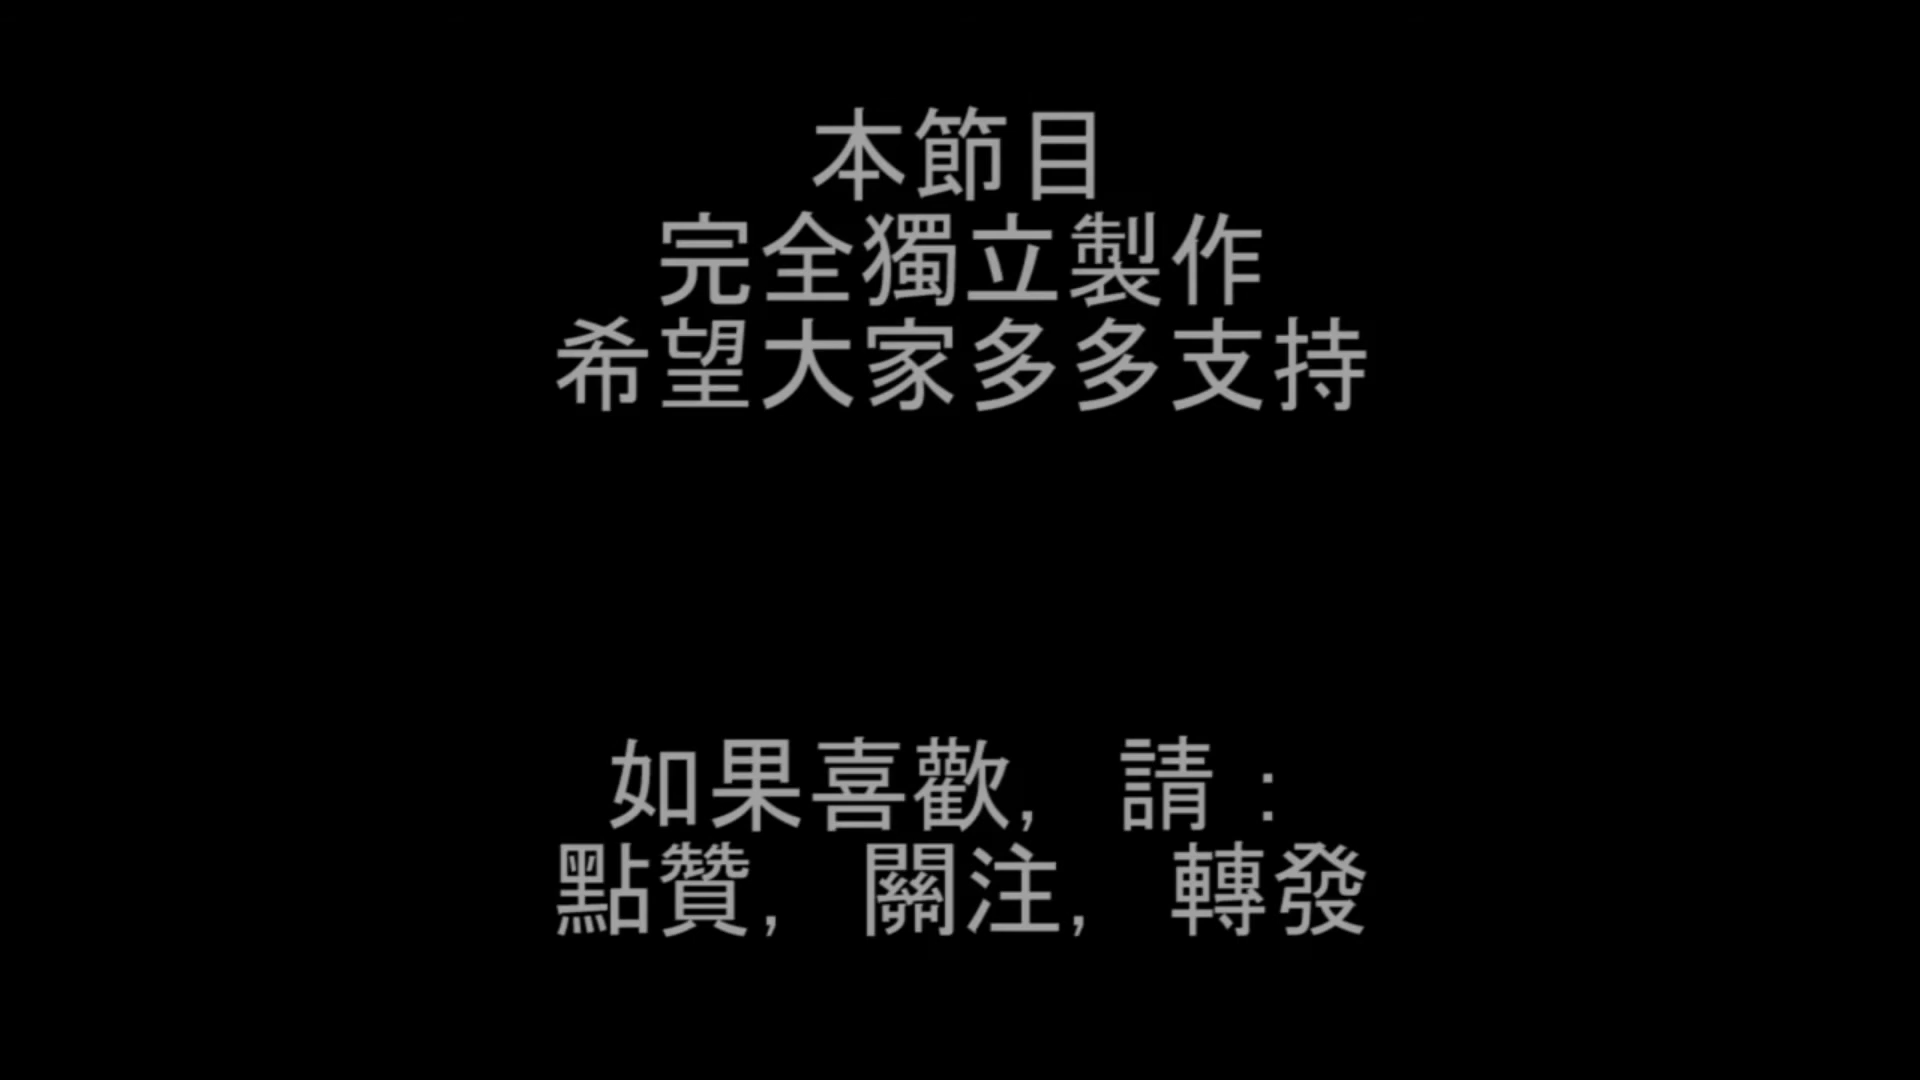 本節目
完全獨立製作
希望大家多多支持
如果喜歡, 請:
點贊, 關注, 轉發